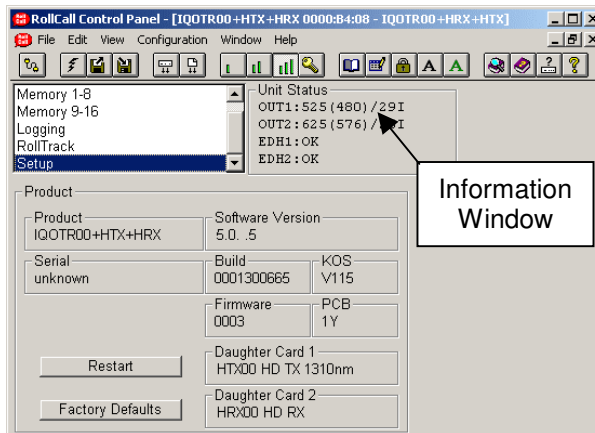 RollCall Control Panel - [IQOTR00+HTX+HRX 0000:B4:08 - IQOTR00+HRX+HTX]
File Edit View Configuration Window Help
A A
Memory 1-8
Memory 9-16
Logging
RollTrack
Setup
Unit Status
OUT1:525(480)/29I
OUT2:625(576)/
EDH1:OK
EDH2:OK
Information
Window
Product
Product
IQOTR00+HTX+HRX
Software Version
5.0. .5
Serial
unknown
Build
0001300665
KOS
V115
Firmware
0003
PCB
1Y
Restart
Daughter Card 1
HTX00 HD TX 1310nm
Factory Defaults
Daughter Card 2
HRX00 HD RX